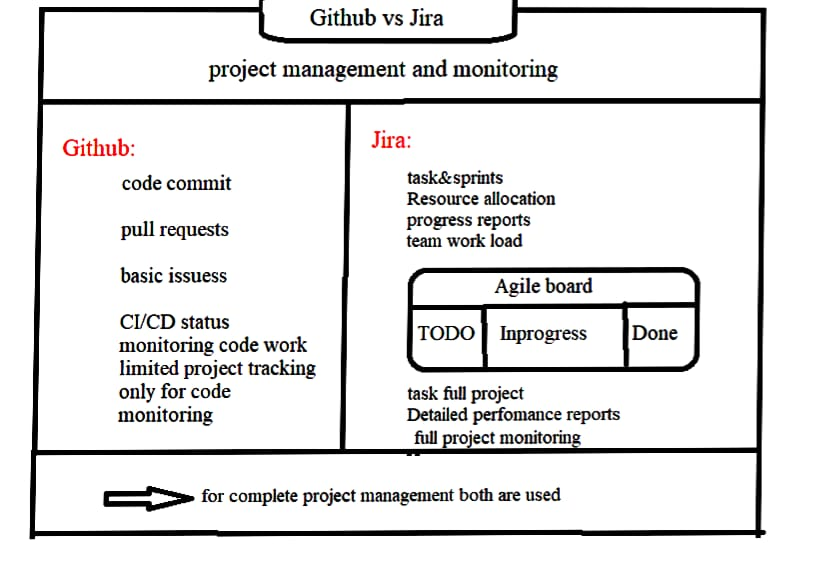 Github vs Jira
project management and monitoring
Github:
code commit
pull requests
basic issuess
CI/CD status
monitoring code work
limited project tracking
only for code
monitoring
Jira:
task&sprints
Resource allocation
progress reports
team work load
Agile board
TODO
Inprogress
Done
task full project
Detailed perfomance reports
full project monitoring
for complete project management both are used